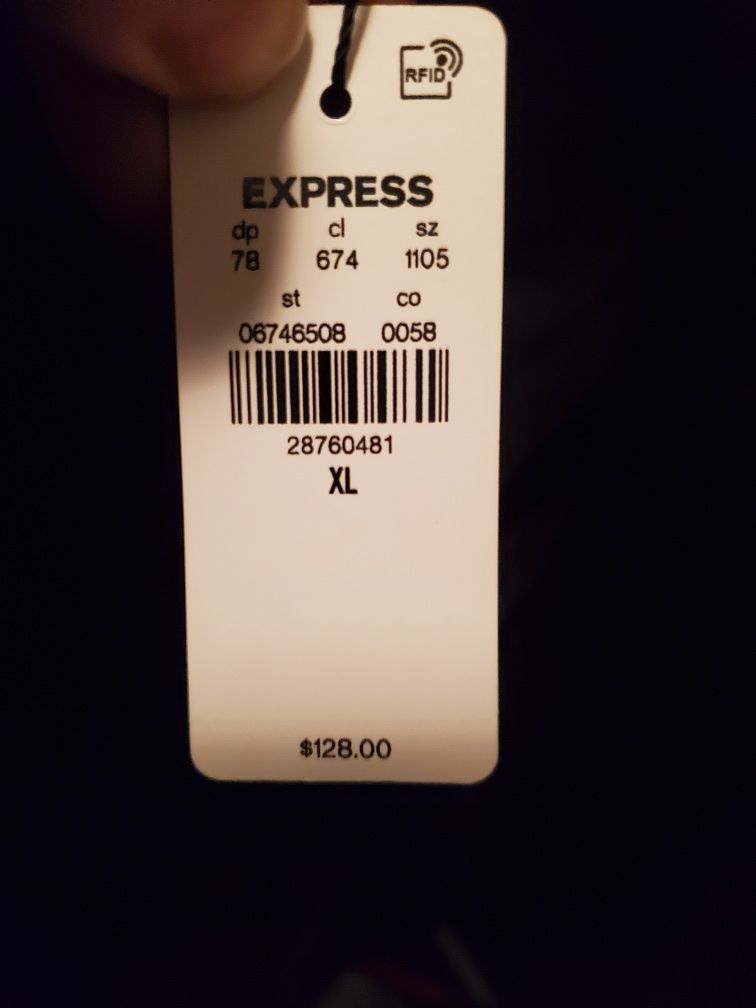 RFID
EXPRESS
dp cl sz
78 674 1105
st co
06746508 0058
28760481
XL
$128.00